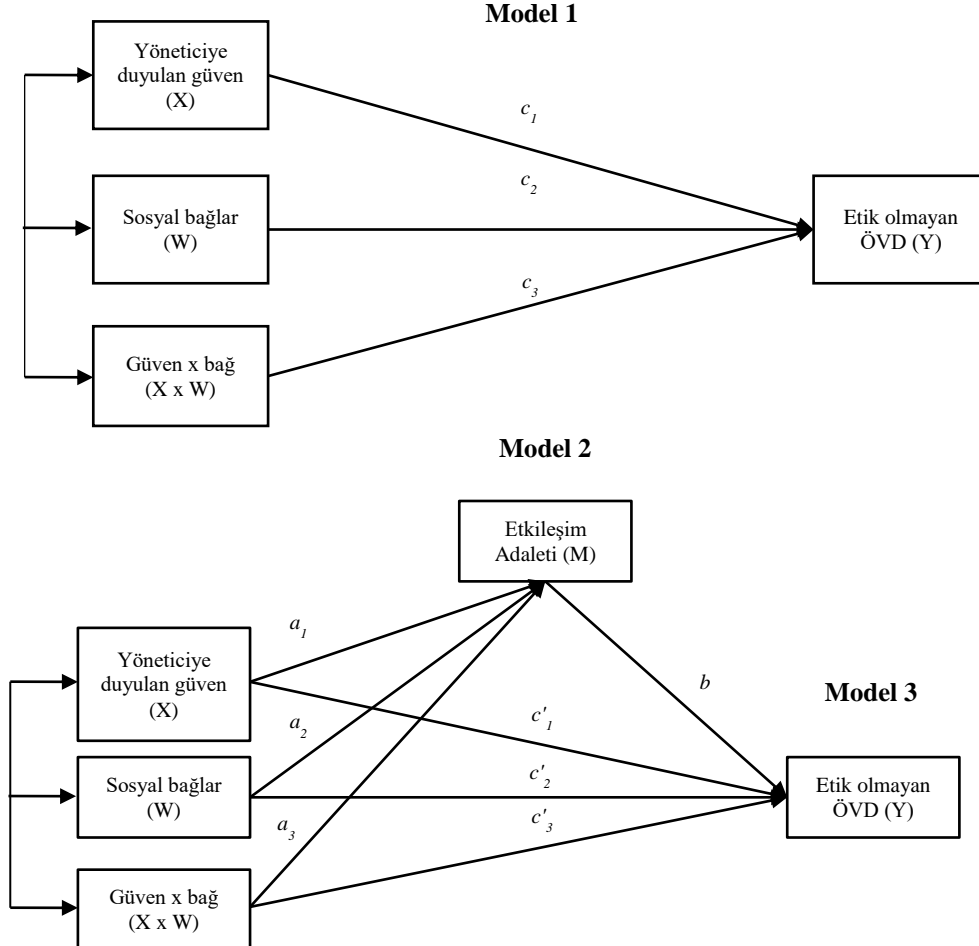 Model 1
Yöneticiye
duyulan güven
(X)
c1
c2
Sosyal bağlar
(W)
Etik olmayan
ÖVD (Y)
c3
Güven x bağ
(X x W)
Model 2
Etkileşim
Adaleti (M)
a1
Yöneticiye
duyulan güven
(X)
b
Model 3
a2
c'1
Sosyal bağlar
(W)
c'2
Etik olmayan
ÖVD (Y)
a3
c'3
Güven x bağ
(X x W)